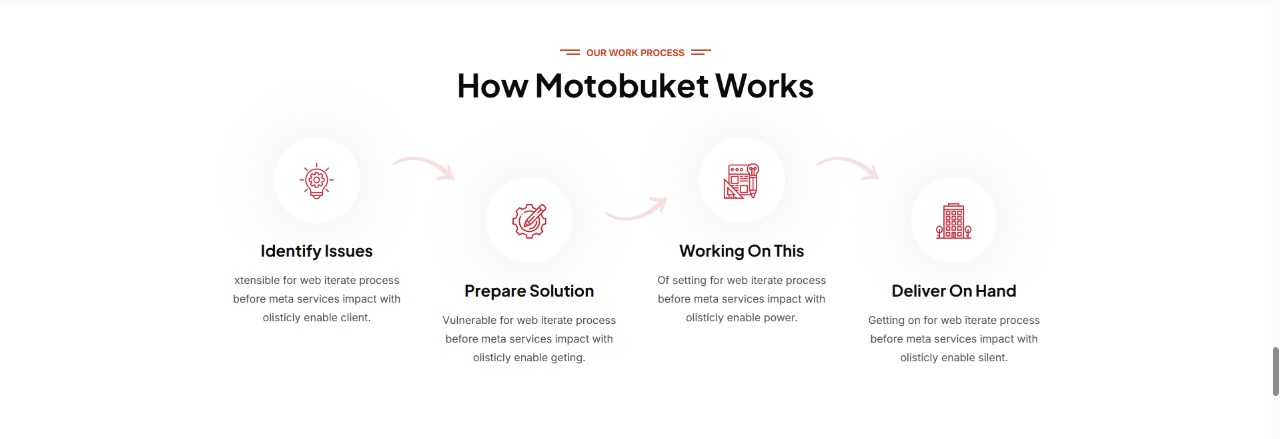 OUR WORK PROCESS
How Motobuket Works
Identify Issues
xtensible for web iterate process
before meta services impact with
olisticly enable client.
Prepare Solution
Vulnerable for web iterate process
before meta services impact with
olisticly enable geting.
Working On This
Of setting for web iterate process
before meta services impact with
olisticly enable power.
Deliver On Hand
Getting on for web iterate process
before meta services impact with
olisticly enable silent.